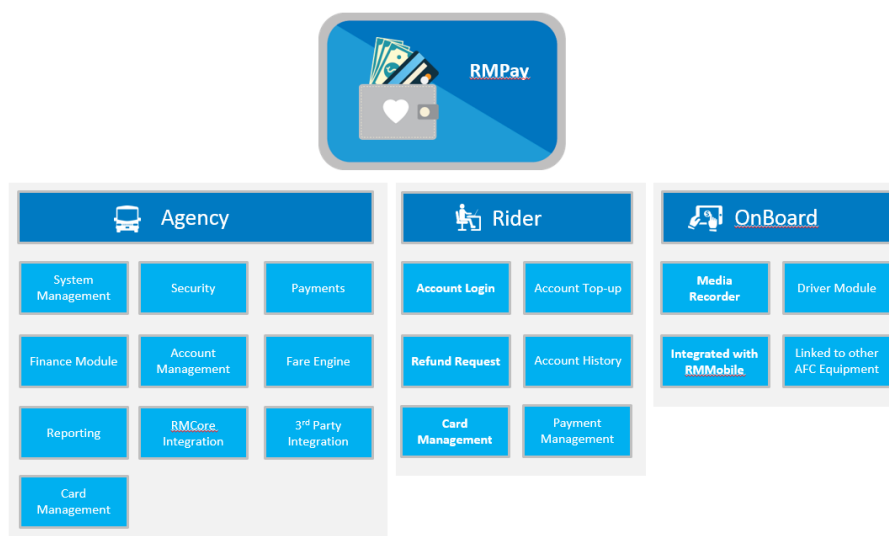 RMPay
Agency
System
Management
Security
Payments
Finance Module
Account
Management
Fare Engine
Reporting
RMCore
Integration
3rd Party
Integration
Card
Management
Rider
Account Login
Account Top-up
Refund Request
Account History
Card
Management
Payment
Management
OnBoard
Media
Recorder
Driver Module
Integrated with
RMMobile
Linked to other
AFC Equipment